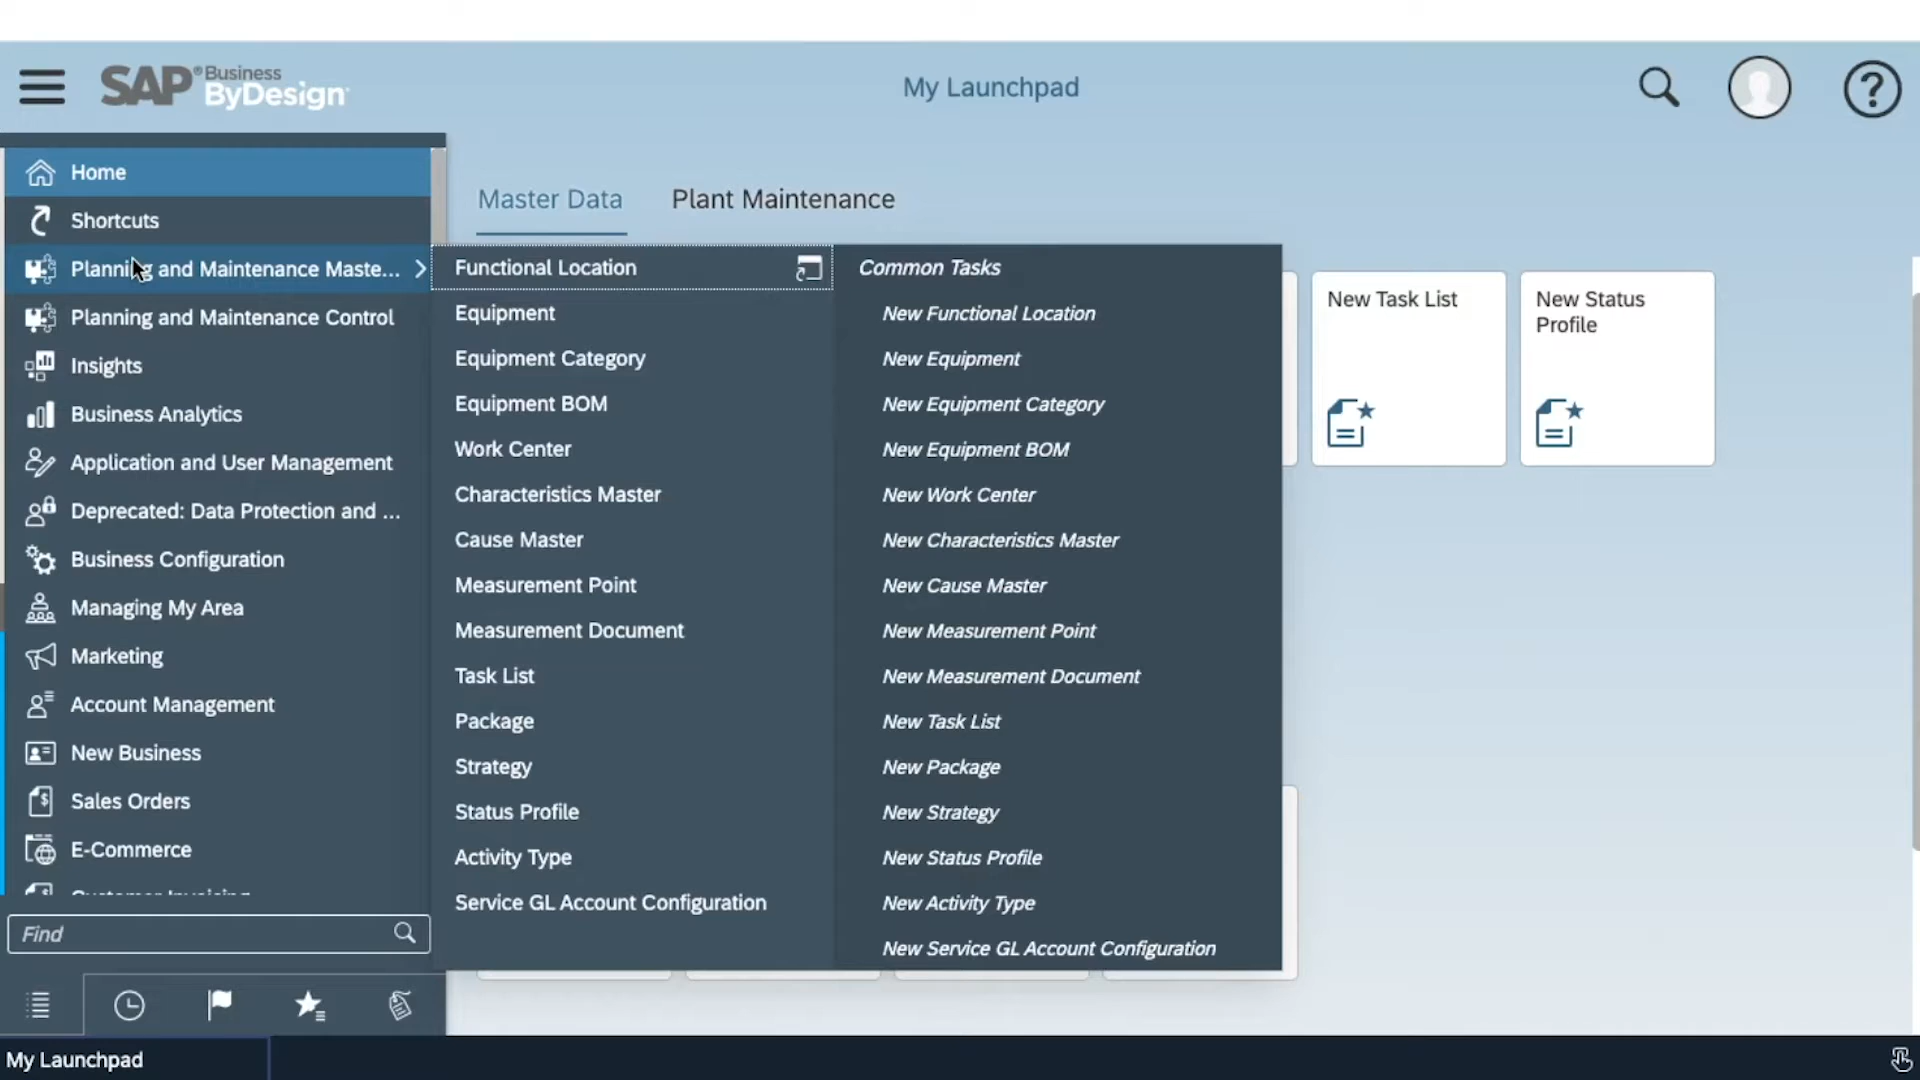 SAP® Business ByDesign
My Launchpad
Home
Shortcuts
Planning and Maintenance Maste...
Planning and Maintenance Control
Insights
Business Analytics
Application and User Management
Deprecated: Data Protection and ...
Business Configuration
Managing My Area
Marketing
Account Management
New Business
Sales Orders
E-Commerce
Find
Master Data
Plant Maintenance
Functional Location
Equipment
Equipment Category
Equipment BOM
Work Center
Characteristics Master
Cause Master
Measurement Point
Measurement Document
Task List
Package
Strategy
Status Profile
Activity Type
Service GL Account Configuration
Common Tasks
New Functional Location
New Equipment
New Equipment Category
New Equipment BOM
New Work Center
New Characteristics Master
New Cause Master
New Measurement Point
New Measurement Document
New Task List
New Package
New Strategy
New Status Profile
New Activity Type
New Service GL Account Configuration
New Task List
New Status
Profile
My Launchpad